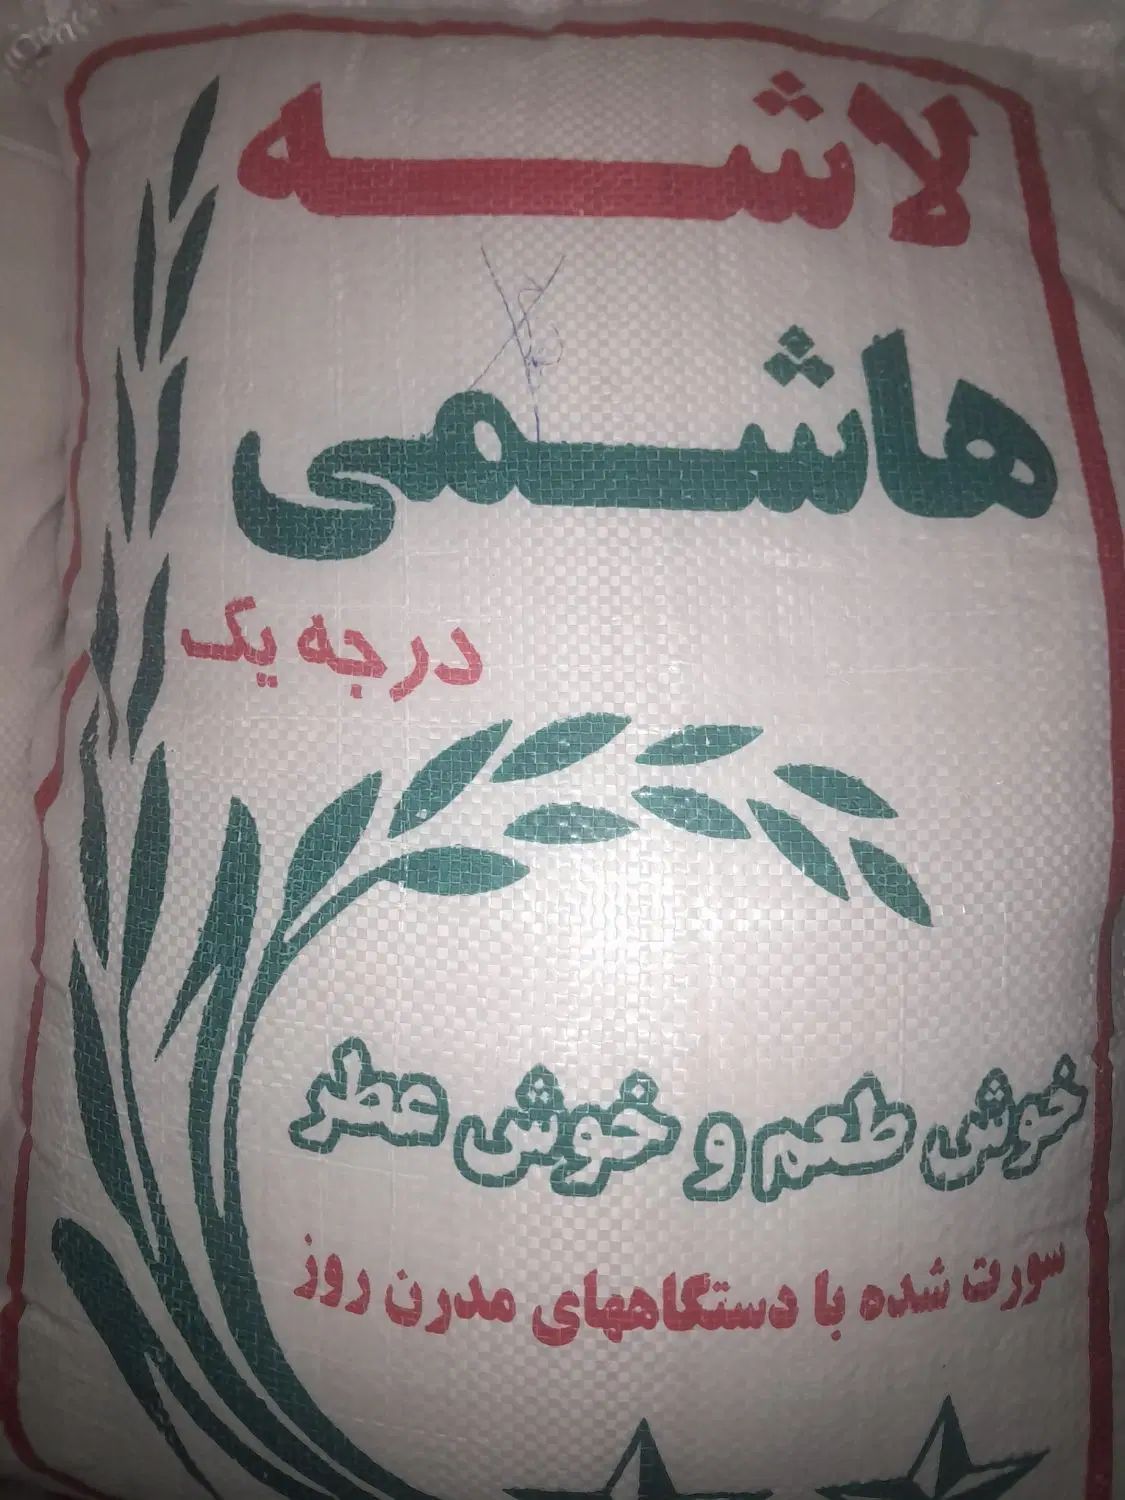 لاشه
هاشمی
درجه یک
خوش طعم و خوش عطر
سورت شده با دستگاههای مدرن روز